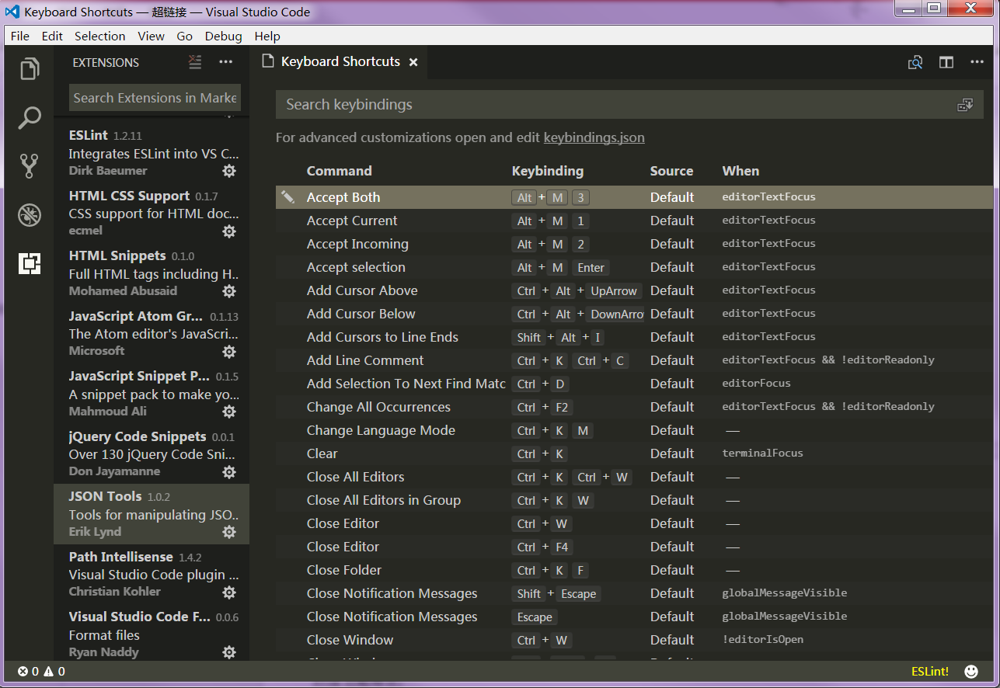 Keyboard Shortcuts — 超链接 — Visual Studio Code
File Edit Selection View Go Debug Help
EXTENSIONS
Search Extensions in Marke
ESLint 1.2.11
Integrates ESLint into VS C...
Dirk Baeumer
HTML CSS Support 0.1.7
CSS support for HTML doc...
ecmel
HTML Snippets 0.1.0
Full HTML tags including H..
Mohamed Abusaid
JavaScript Atom Gr... 0.1.13
The Atom editor's JavaScri...
Microsoft
JavaScript Snippet P... 0.1.5
A snippet pack to make yo...
Mahmoud Ali
jQuery Code Snippets 0.0.1
Over 130 jQuery Code Sni...
Don Jayamanne
JSON Tools 1.0.2
Tools for manipulating JSO..
Erik Lynd
Path Intellisense 1.4.2
Visual Studio Code plugin ...
Christian Kohler
Visual Studio Code F... 0.0.6
Format files
Ryan Naddy
Keyboard Shortcuts
Search keybindings
For advanced customizations open and edit keybindings.json
Command Keybinding Source When
Accept Both Alt + M 3 Default editorTextFocus
Accept Current Alt + M 1 Default editorTextFocus
Accept Incoming Alt + M 2 Default editorTextFocus
Accept selection Alt + M Enter Default editorTextFocus
Add Cursor Above Ctrl + Alt + UpArrow Default editorTextFocus
Add Cursor Below Ctrl + Alt + DownArro Default editorTextFocus
Add Cursors to Line Ends Shift + Alt + I Default editorTextFocus
Add Line Comment Ctrl + K Ctrl + C Default editorTextFocus && !editorReadonly
Add Selection To Next Find Matc Ctrl + D Default editorFocus
Change All Occurrences Ctrl + F2 Default editorTextFocus && !editorReadonly
Change Language Mode Ctrl + K M Default —
Clear Ctrl + K Default terminalFocus
Close All Editors Ctrl + K Ctrl + W Default —
Close All Editors in Group Ctrl + K W Default —
Close Editor Ctrl + W Default —
Close Editor Ctrl + F4 Default —
Close Folder Ctrl + K F Default —
Close Notification Messages Shift + Escape Default globalMessageVisible
Close Notification Messages Escape Default globalMessageVisible
Close Window Ctrl + W Default !editorIsOpen
0 0
ESLint!